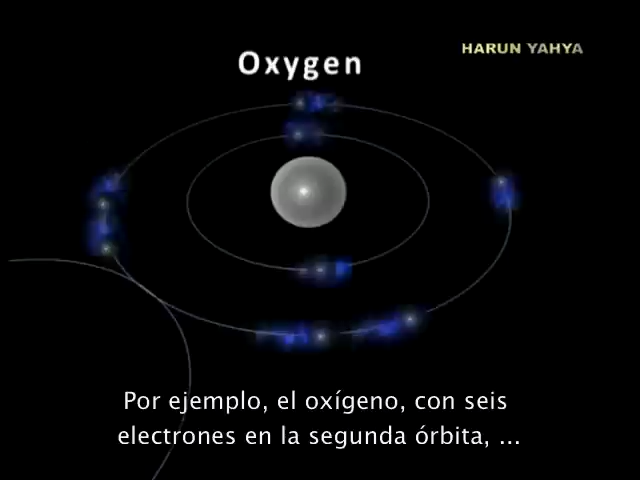 HARUN YAHYA
Oxygen
Por ejemplo, el oxígeno, con seis
electrones en la segunda órbita, ...